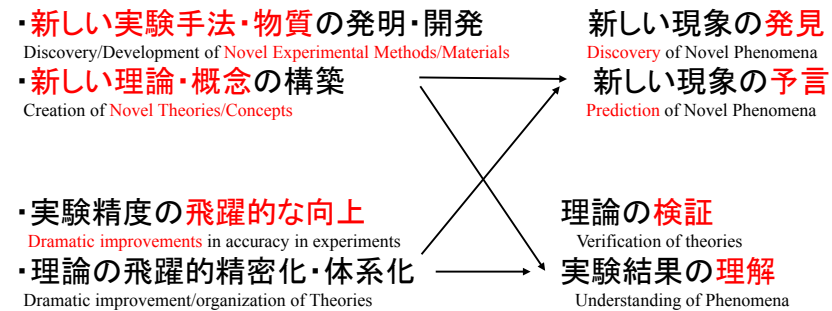 ・新しい実験手法・物質の発明・開発
Discovery/Development of Novel Experimental Methods/Materials
・新しい理論・概念の構築
Creation of Novel Theories/Concepts
新しい現象の発見
Discovery of Novel Phenomena
新しい現象の予言
Prediction of Novel Phenomena
・実験精度の飛躍的な向上
Dramatic improvements in accuracy in experiments
・理論の飛躍的精密化・体系化
Dramatic improvement/organization of Theories
理論の検証
Verification of theories
実験結果の理解
Understanding of Phenomena